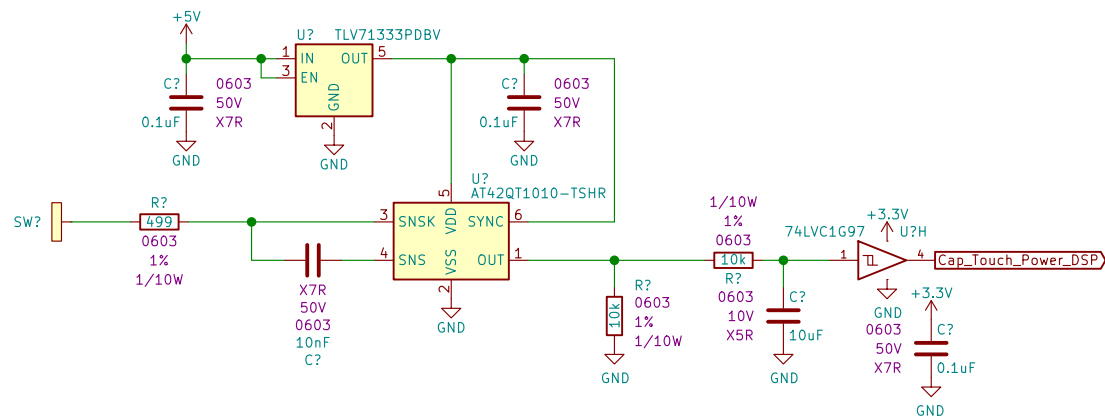 +5V
U?
TLV71333PDBV
1
IN
OUT
5
3
EN
GND
2
GND
C?
0603
50V
X7R
0.1uF
GND
C?
0603
50V
X7R
0.1uF
GND
U?
AT42QT1010-TSHR
5
VDD
3
SNSK
SYNC
6
4
SNS
OUT
1
VSS
2
GND
SW?
R?
499
0603
1%
1/10W
X7R
50V
0603
10nF
C?
R?
10k
0603
1%
1/10W
GND
1/10W
1%
0603
10k
R?
0603
10V
X5R
C?
10uF
GND
74LVC1G97
+3.3V
U?H
1
4
GND
Cap_Touch_Power_DSP
+3.3V
0603
50V
X7R
C?
0.1uF
GND